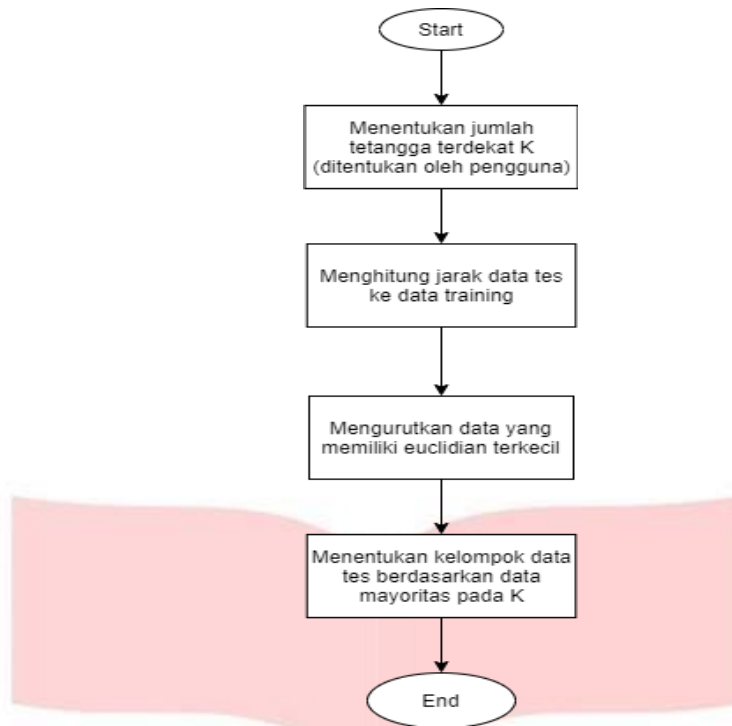 Start
Menentukan jumlah
tetangga terdekat K
(ditentukan oleh pengguna)
Menghitung jarak data tes
ke data training
Mengurutkan data yang
memiliki euclidian terkecil
Menentukan kelompok data
tes berdasarkan data
mayoritas pada K
End